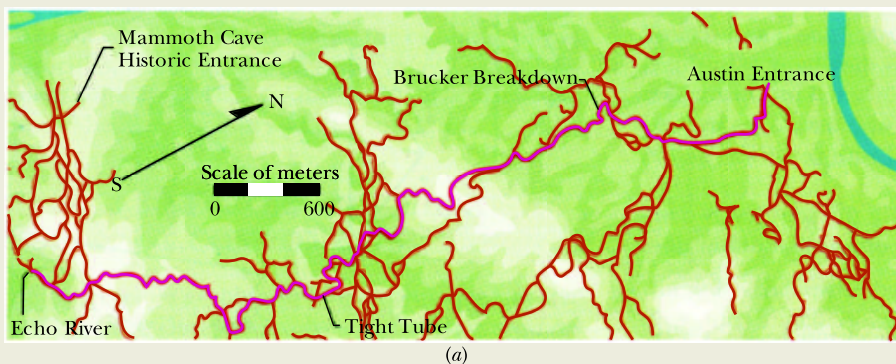 Mammoth Cave
Historic Entrance
Brucker Breakdown
Austin Entrance
N
S
Scale of meters
0 600
Echo River
Tight Tube
(a)